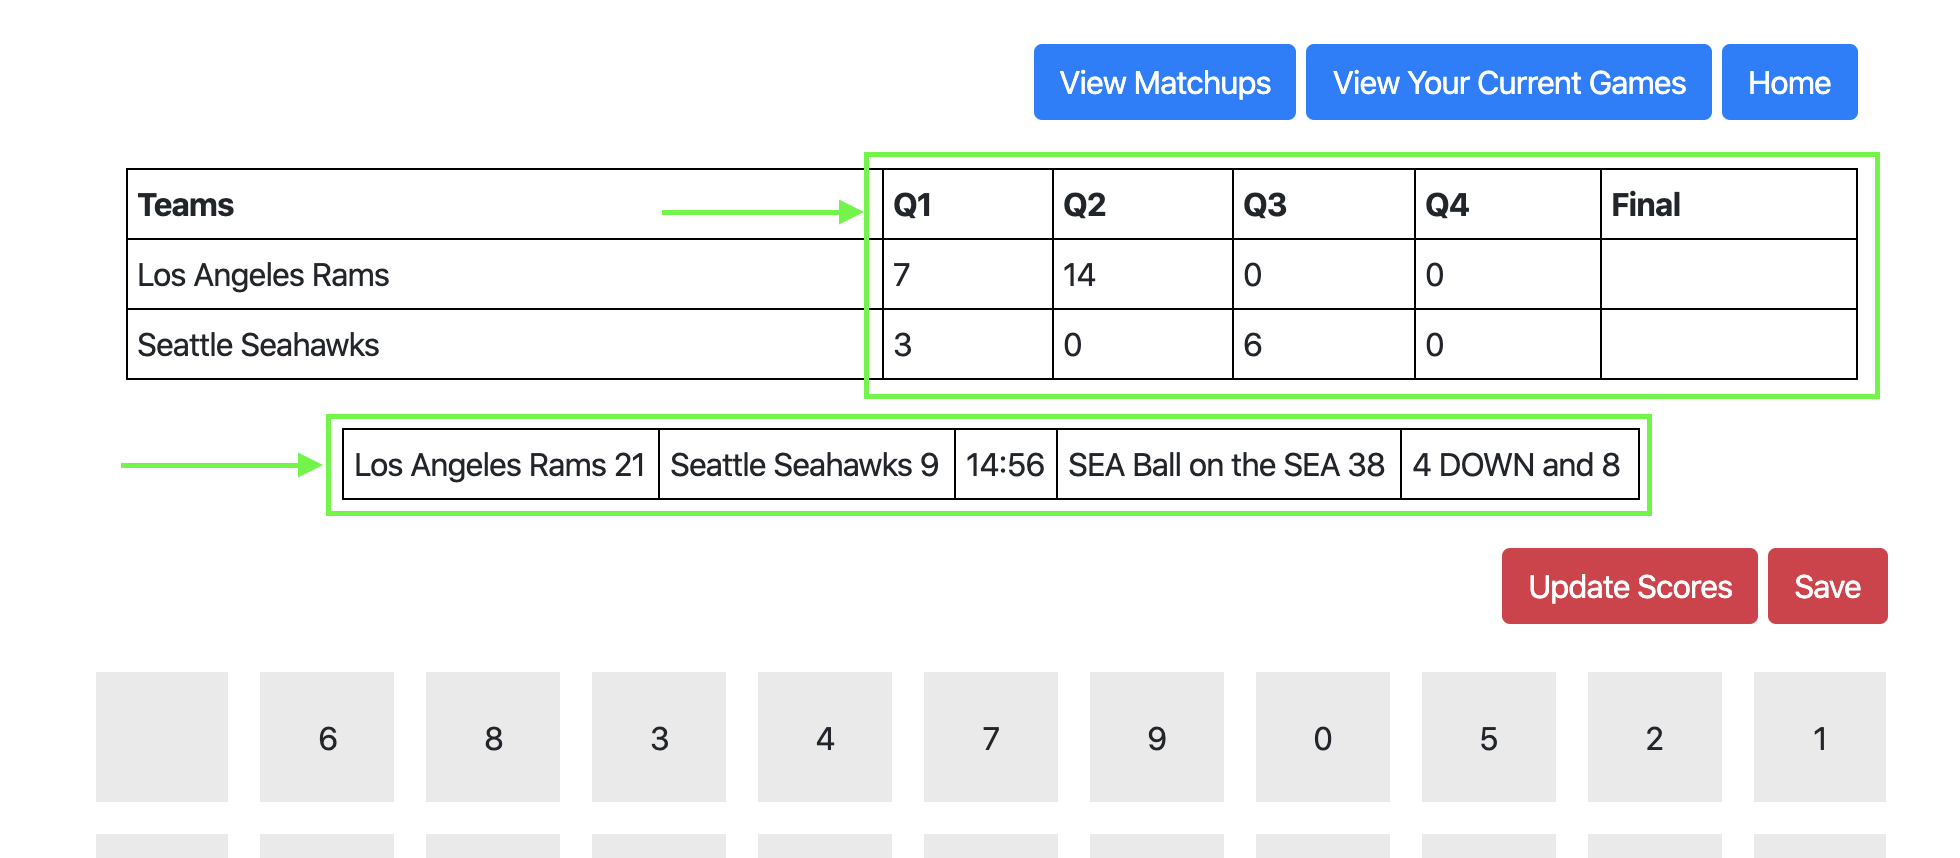 View Matchups View Your Current Games Home
Teams Q1 Q2 Q3 Q4 Final
Los Angeles Rams 7 14 0 0
Seattle Seahawks 3 0 6 0
Los Angeles Rams 21 Seattle Seahawks 9 14:56 SEA Ball on the SEA 38 4 DOWN and 8
Update Scores Save
6 8 3 4 7 9 0 5 2 1